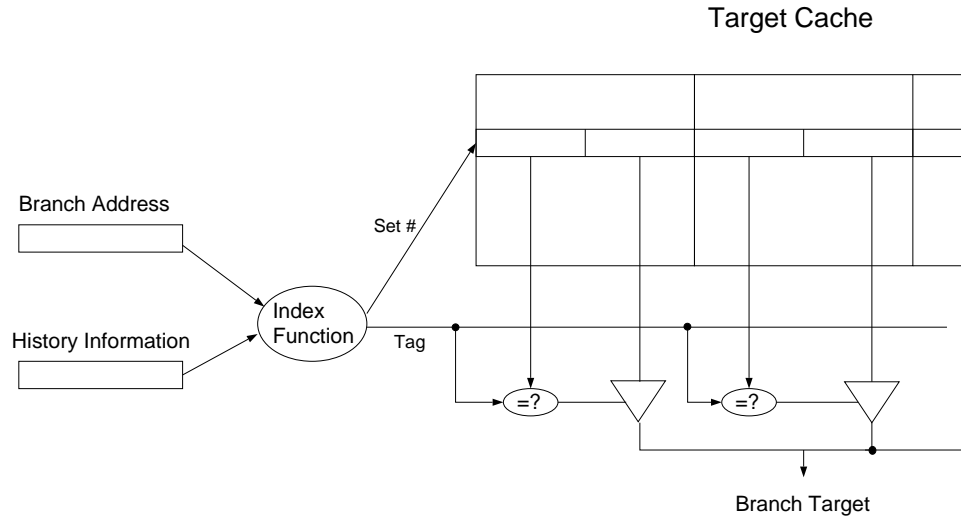 Target Cache
Branch Address
Set #
History Information
Index
Function
Tag
=?
=?
Branch Target